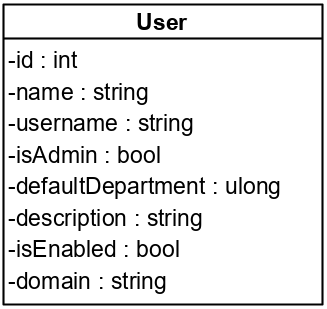 User
-id : int
-name : string
-username : string
-isAdmin : bool
-defaultDepartment : ulong
-description : string
-isEnabled : bool
-domain : string